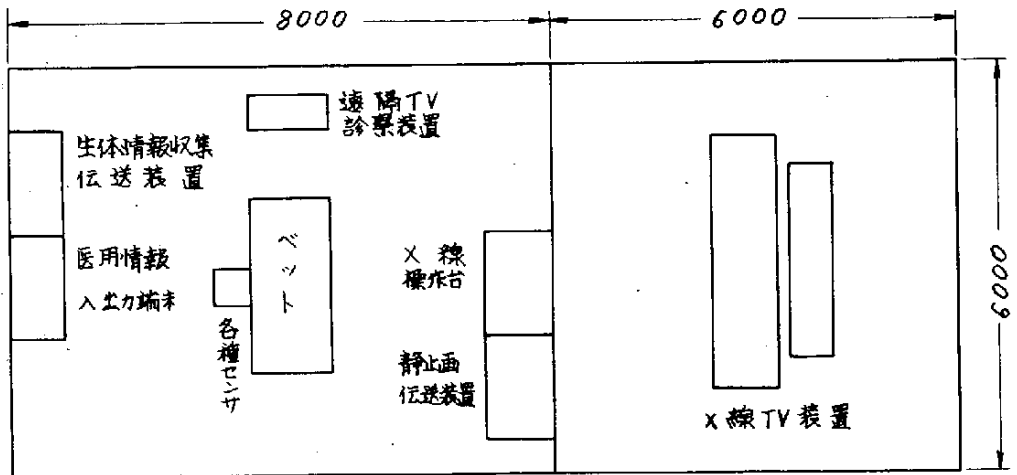 8000
6000
遠隔TV
診察装置
生体情報収集
伝送装置
医用情報
入出力端末
ベット
各種センサ
X線
操作台
静止画
伝送装置
X線TV装置
6000